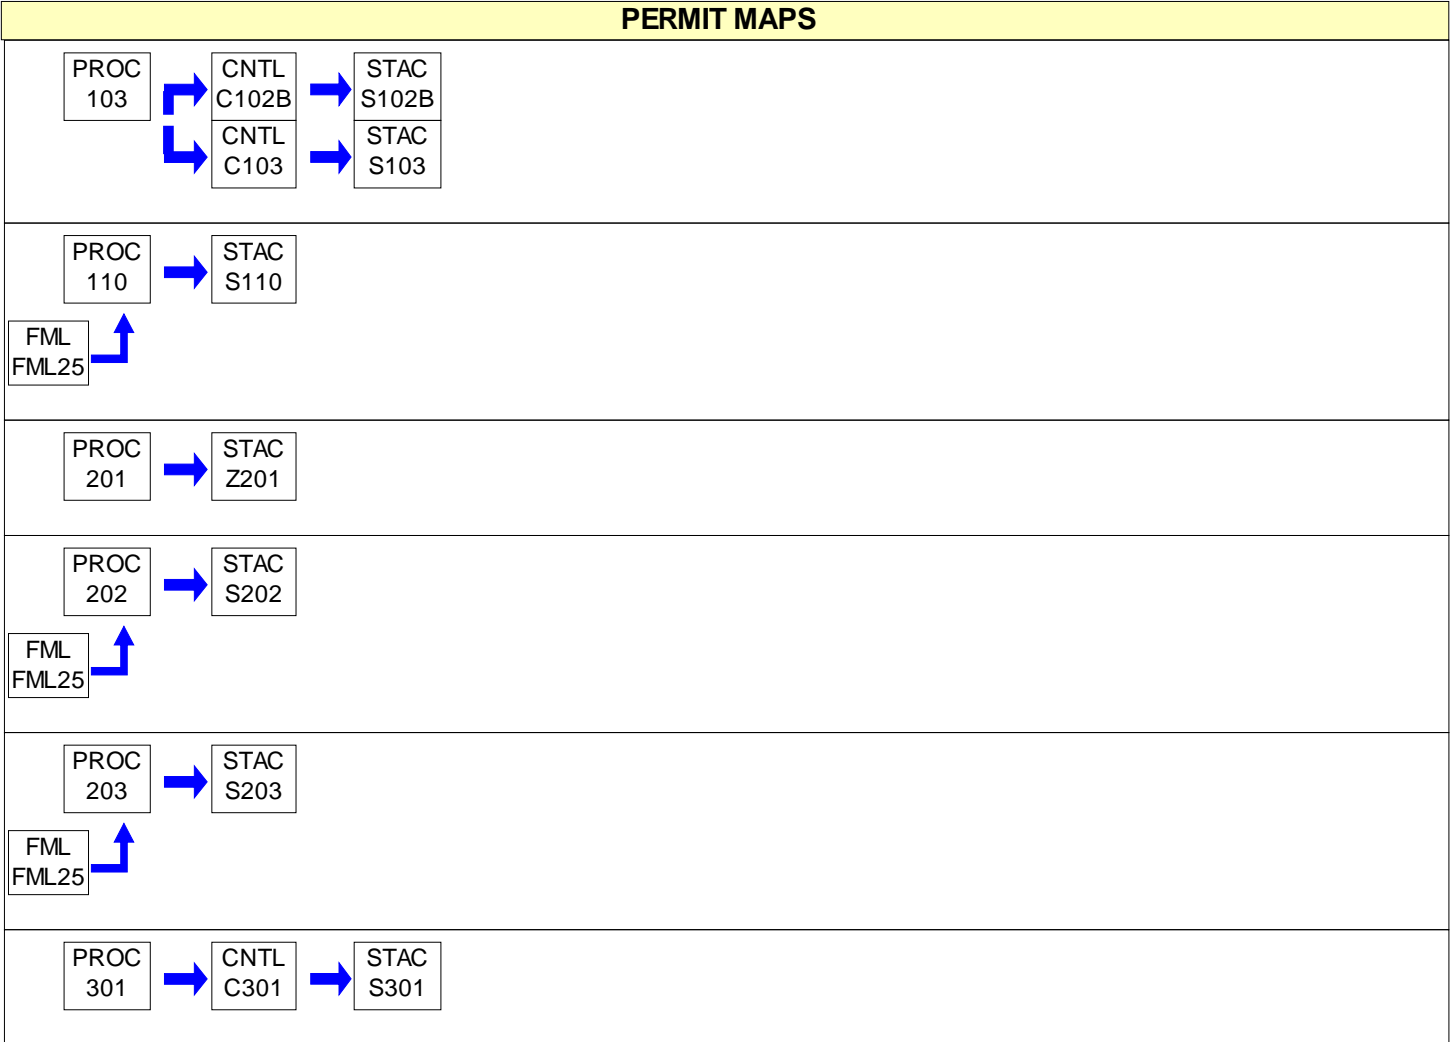 PERMIT MAPS
PROC
103
CNTL
C102B
STAC
S102B
CNTL
C103
STAC
S103
PROC
110
STAC
S110
FML
FML25
PROC
201
STAC
Z201
PROC
202
STAC
S202
FML
FML25
PROC
203
STAC
S203
FML
FML25
PROC
301
CNTL
C301
STAC
S301